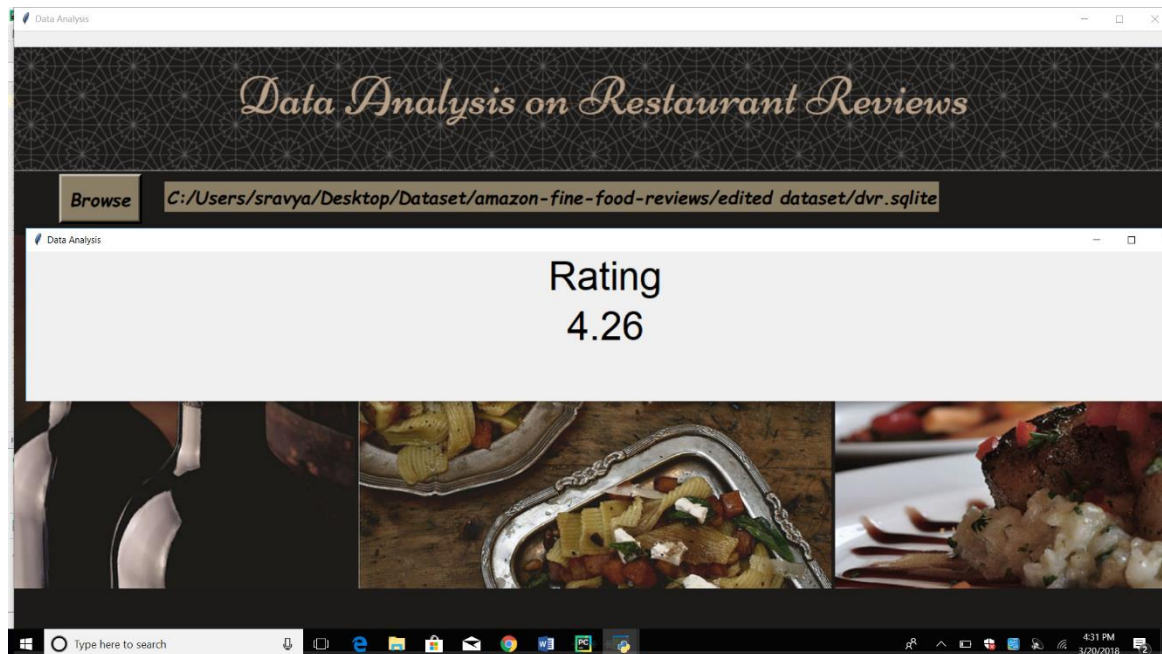 Data Analysis
Data Analysis on Restaurant Reviews
Browse
C:/Users/sravya/Desktop/Dataset/amazon-fine-food-reviews/edited dataset/dvr.sqlite
Data Analysis
Rating
4.26
Type here to search
4:31 PM
3/20/2018